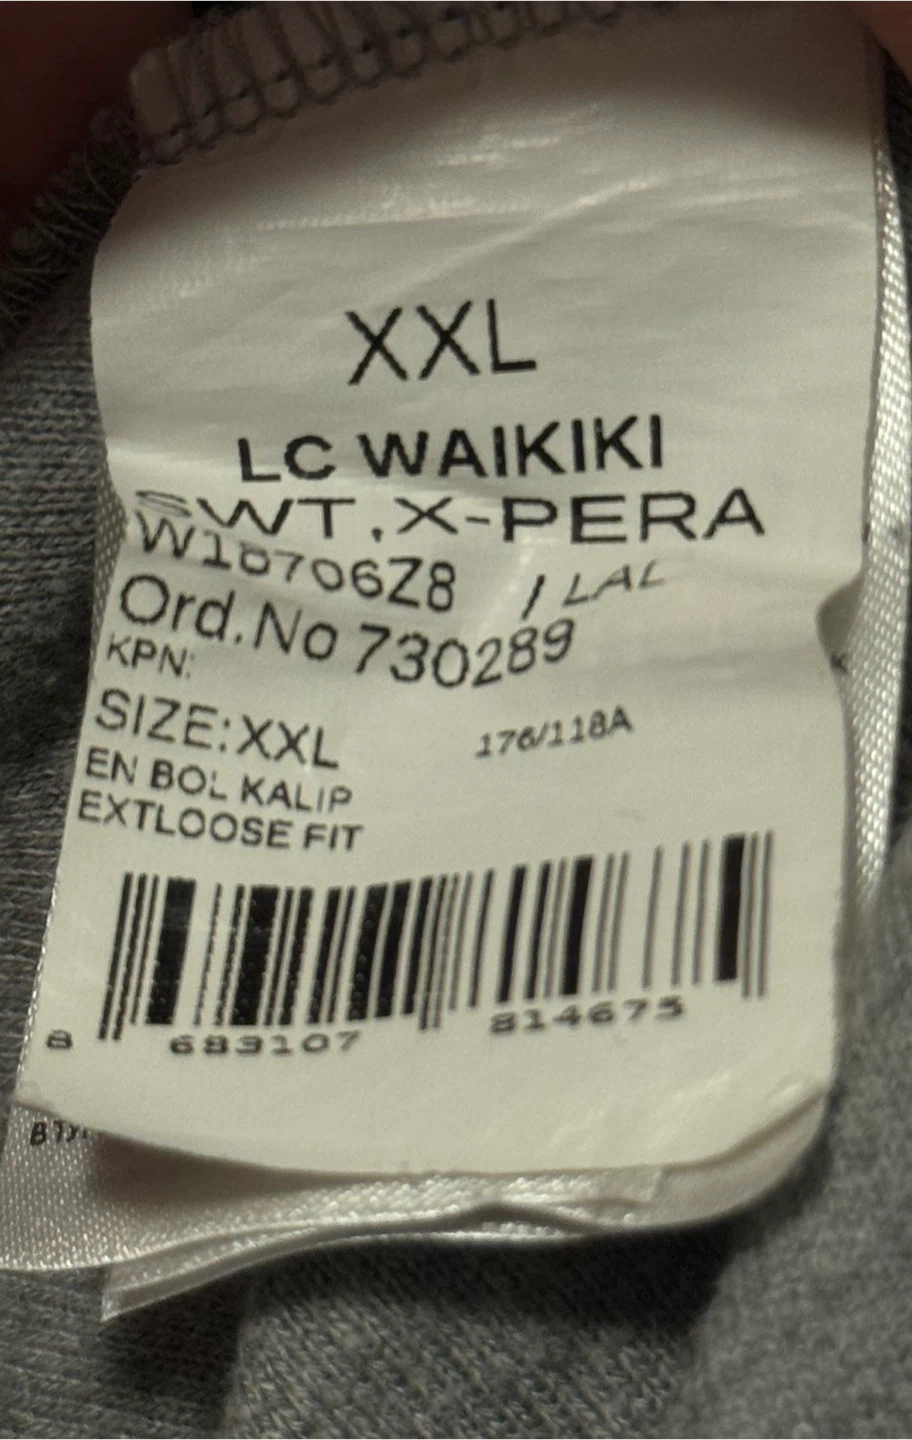 XXL
LC WAIKIKI
SWT.X-PERA
W18706Z8 / LAL
Ord.No 730289
KPN:
SIZE:XXL 176/118A
EN BOL KALIP
EXTLOOSE FIT
8 683107 814675